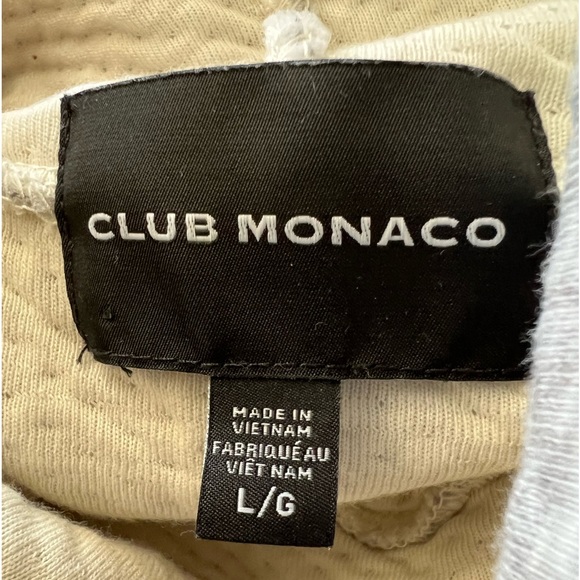 CLUB MONACO
MADE IN
VIETNAM
FABRIQUÉ AU
VIÊT NAM
L/G